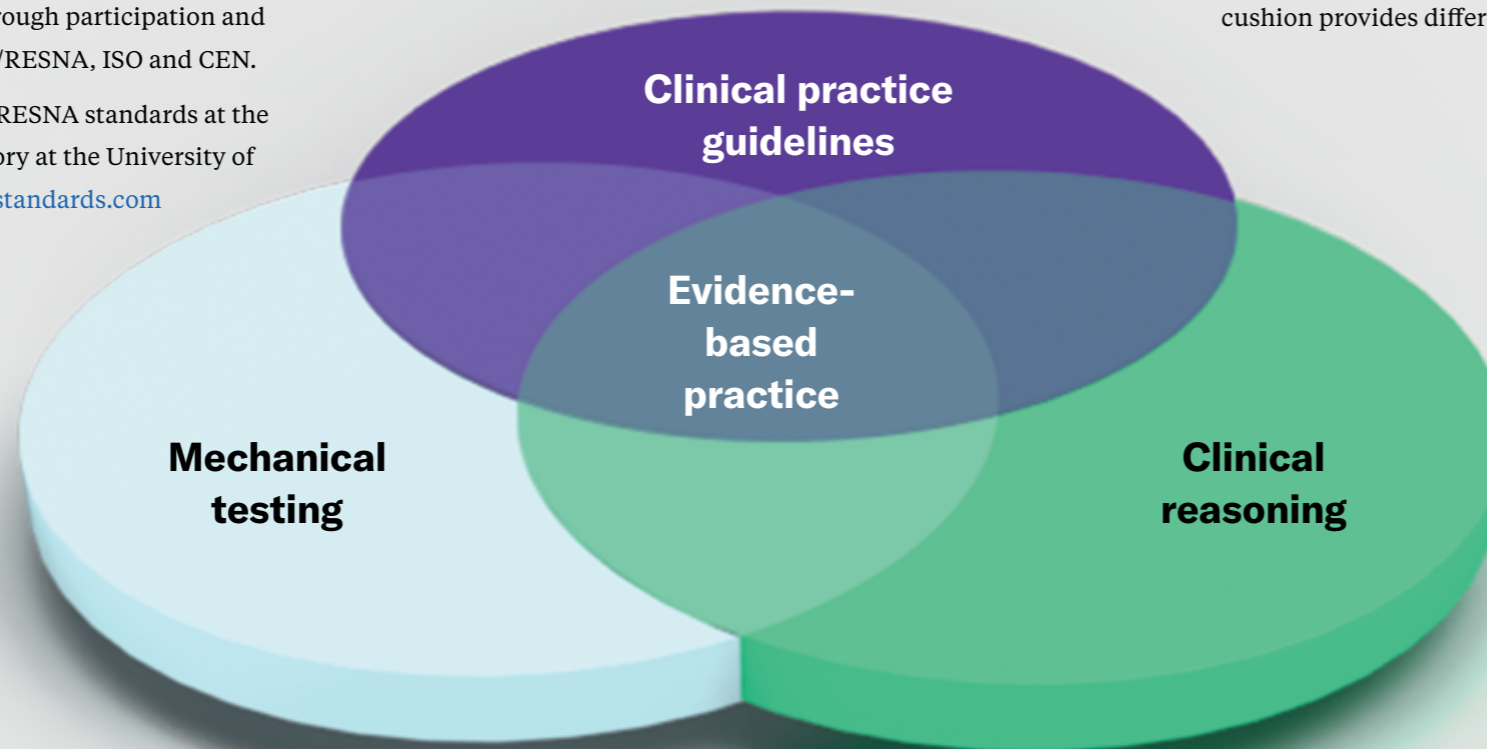 rough participation and
/RESNA, ISO and CEN.
RESNA standards at the
ory at the University of
standards.com
cushion provides differ
Clinical practice
guidelines
Evidence-
based
practice
Mechanical
testing
Clinical
reasoning